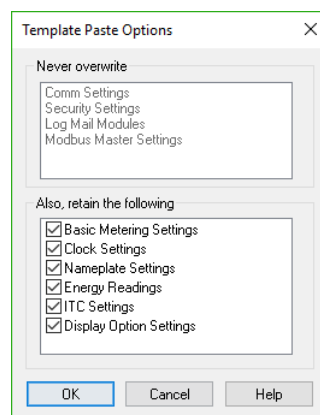 Template Paste Options
Never overwrite
Comm Settings
Security Settings
Log Mail Modules
Modbus Master Settings
Also, retain the following
Basic Metering Settings
Clock Settings
Nameplate Settings
Energy Readings
ITC Settings
Display Option Settings
OK
Cancel
Help